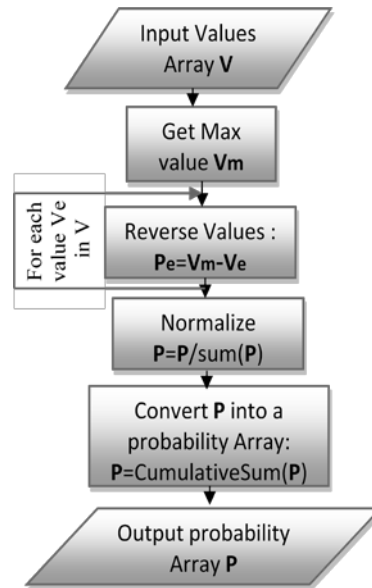 Input Values
Array V
Get Max
value Vm
For each
value Ve
in V
Reverse Values :
Pe=Vm-Ve
Normalize
P=P/sum(P)
Convert P into a
probability Array:
P=CumulativeSum(P)
Output probability
Array P